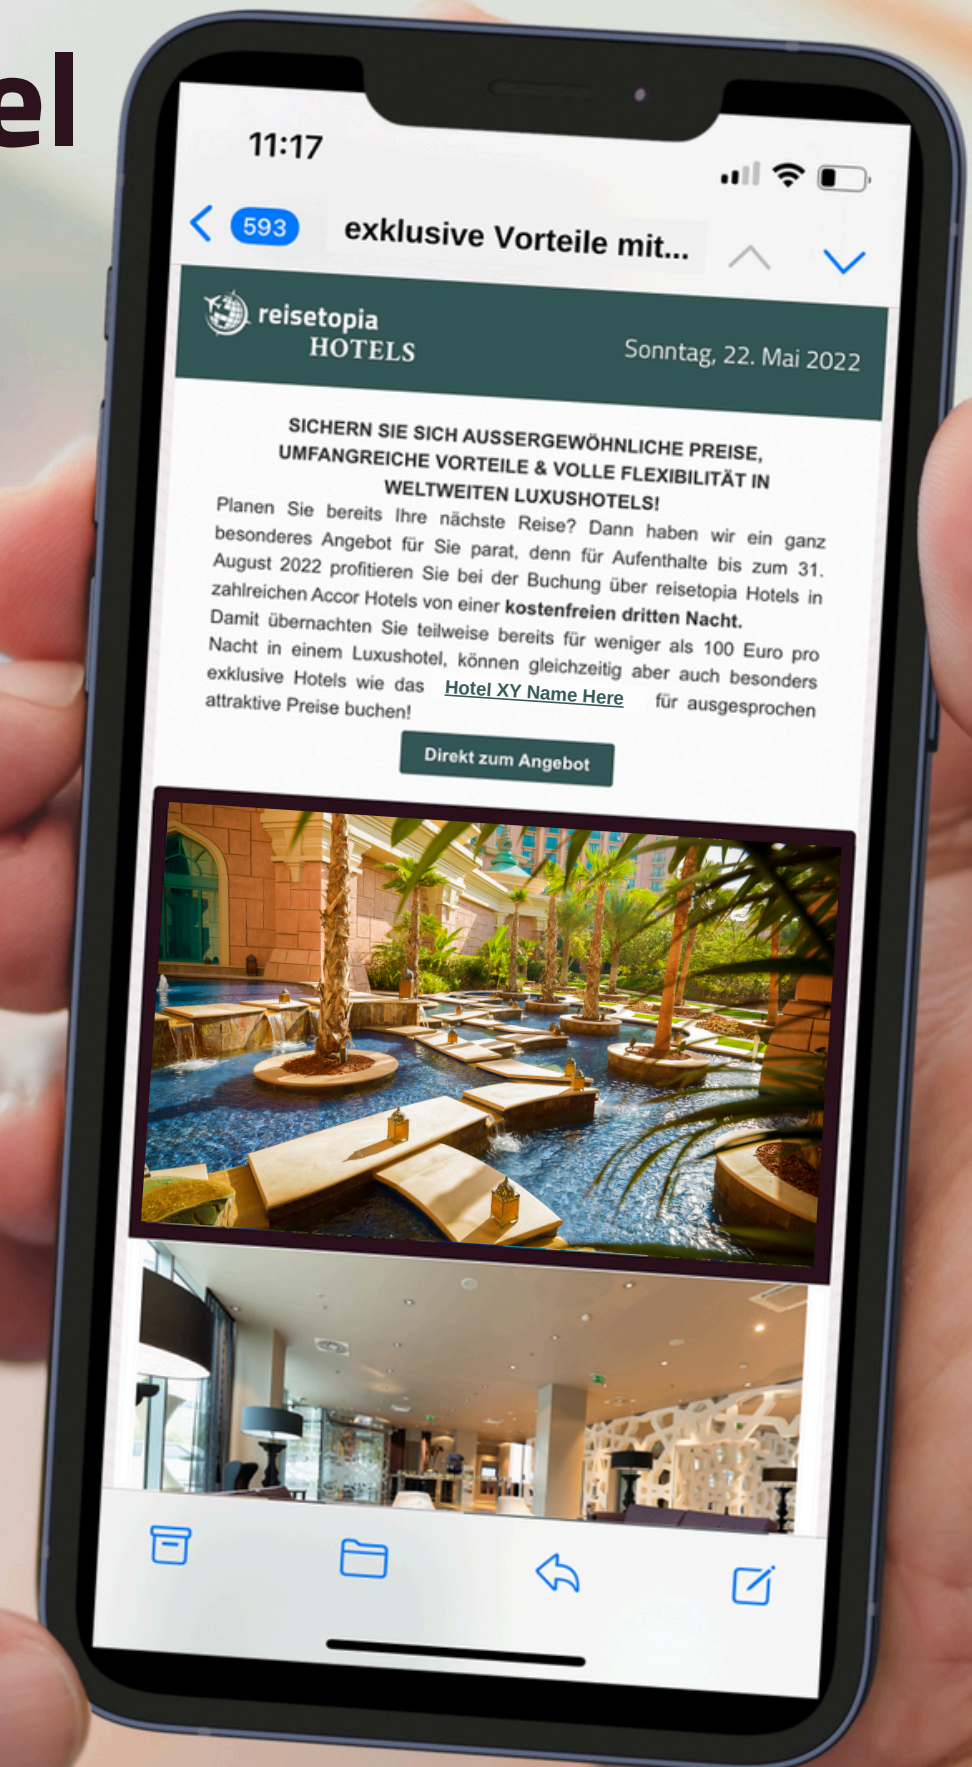 el
11:17
593
exklusive Vorteile mit...
reisetopia
HOTELS
Sonntag, 22. Mai 2022
SICHERN SIE SICH AUSSERGEWÖHNLICHE PREISE,
UMFANGREICHE VORTEILE & VOLLE FLEXIBILITÄT IN
WELTWEITEN LUXUSHOTELS!
Planen Sie bereits Ihre nächste Reise? Dann haben wir ein ganz
besonderes Angebot für Sie parat, denn für Aufenthalte bis zum 31.
August 2022 profitieren Sie bei der Buchung über reisetopia Hotels in
zahlreichen Accor Hotels von einer kostenfreien dritten Nacht.
Damit übernachten Sie teilweise bereits für weniger als 100 Euro pro
Nacht in einem Luxushotel, können gleichzeitig aber auch besonders
exklusive Hotels wie das Hotel XY Name Here für ausgesprochen
attraktive Preise buchen!
Direkt zum Angebot